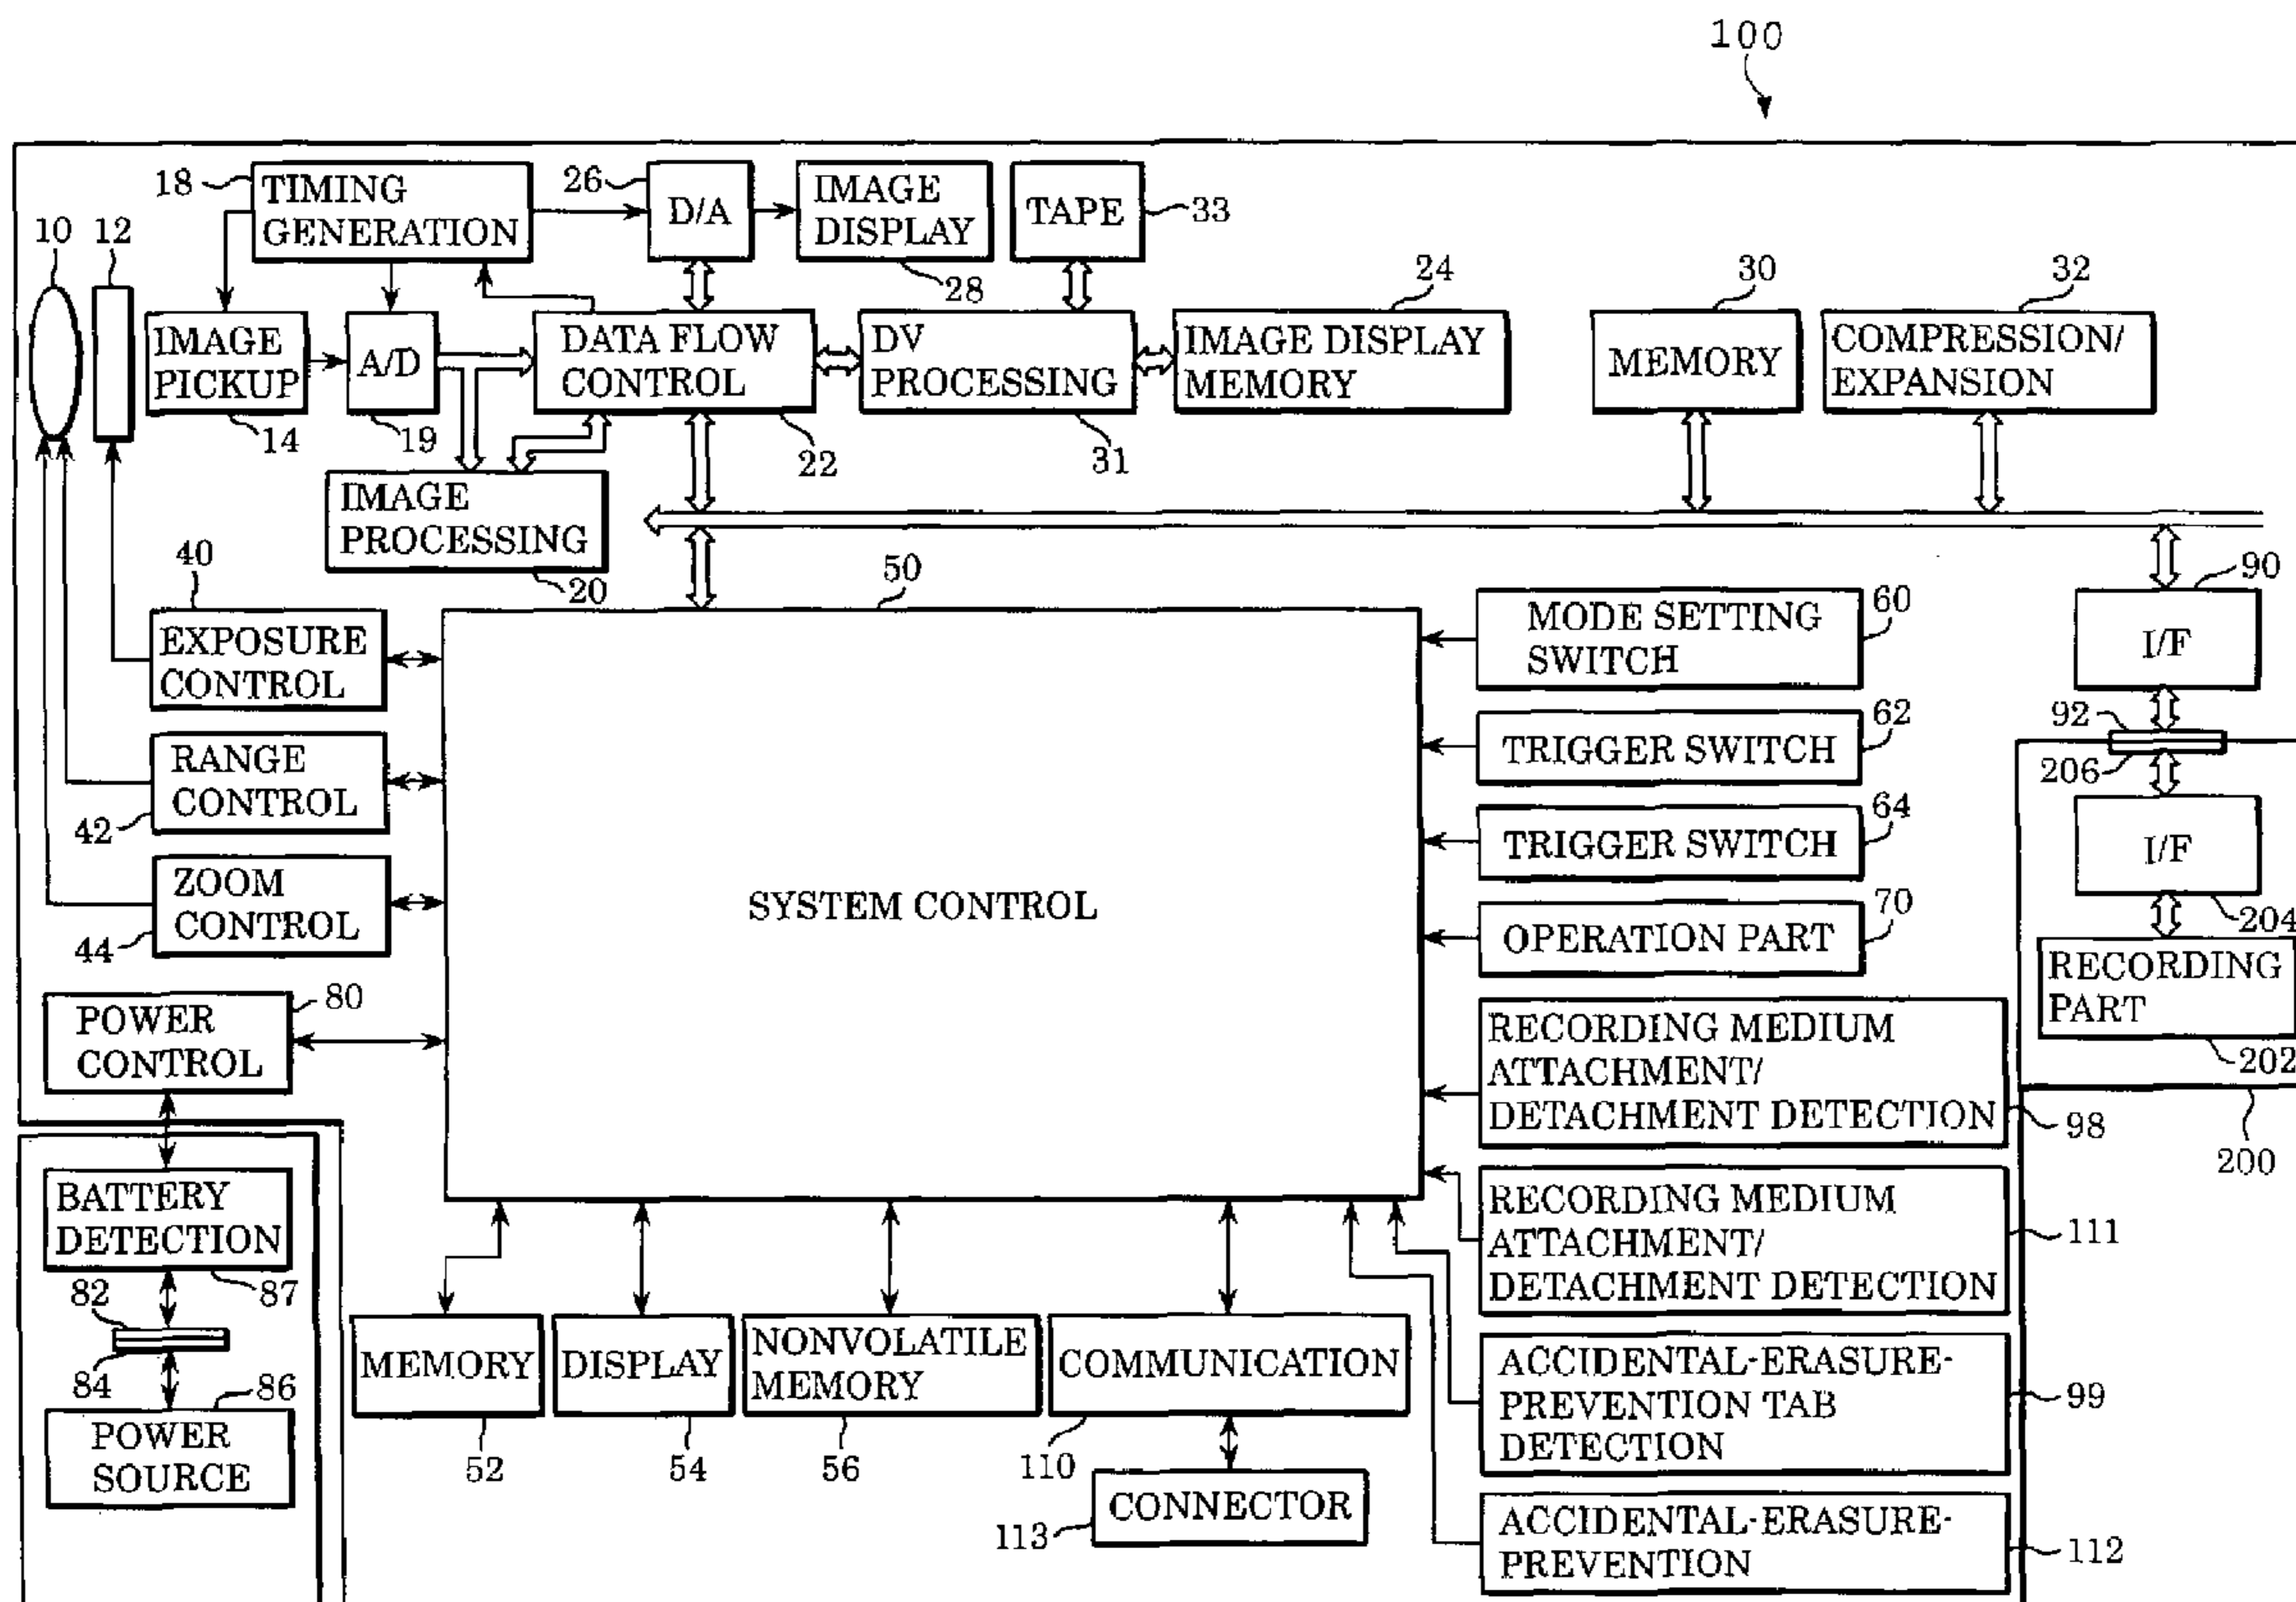 100
18
TIMING
GENERATION
26
D/A
IMAGE
DISPLAY
28
TAPE
33
10
12
IMAGE
PICKUP
14
A/D
19
DATA FLOW
CONTROL
22
DV
PROCESSING
31
24
IMAGE DISPLAY
MEMORY
30
MEMORY
32
COMPRESSION/
EXPANSION
IMAGE
PROCESSING
20
40
EXPOSURE
CONTROL
50
SYSTEM CONTROL
MODE SETTING
SWITCH
60
90
I/F
RANGE
CONTROL
42
TRIGGER SWITCH
62
92
206
ZOOM
CONTROL
44
TRIGGER SWITCH
64
I/F
204
OPERATION PART
70
RECORDING
PART
202
200
POWER
CONTROL
80
RECORDING MEDIUM
ATTACHMENT/
DETACHMENT DETECTION
98
BATTERY
DETECTION
87
82
84
86
POWER
SOURCE
RECORDING MEDIUM
ATTACHMENT/
DETACHMENT DETECTION
111
MEMORY
52
DISPLAY
54
NONVOLATILE
MEMORY
56
COMMUNICATION
110
CONNECTOR
113
ACCIDENTAL-ERASURE-
PREVENTION TAB
DETECTION
99
ACCIDENTAL-ERASURE-
PREVENTION
112